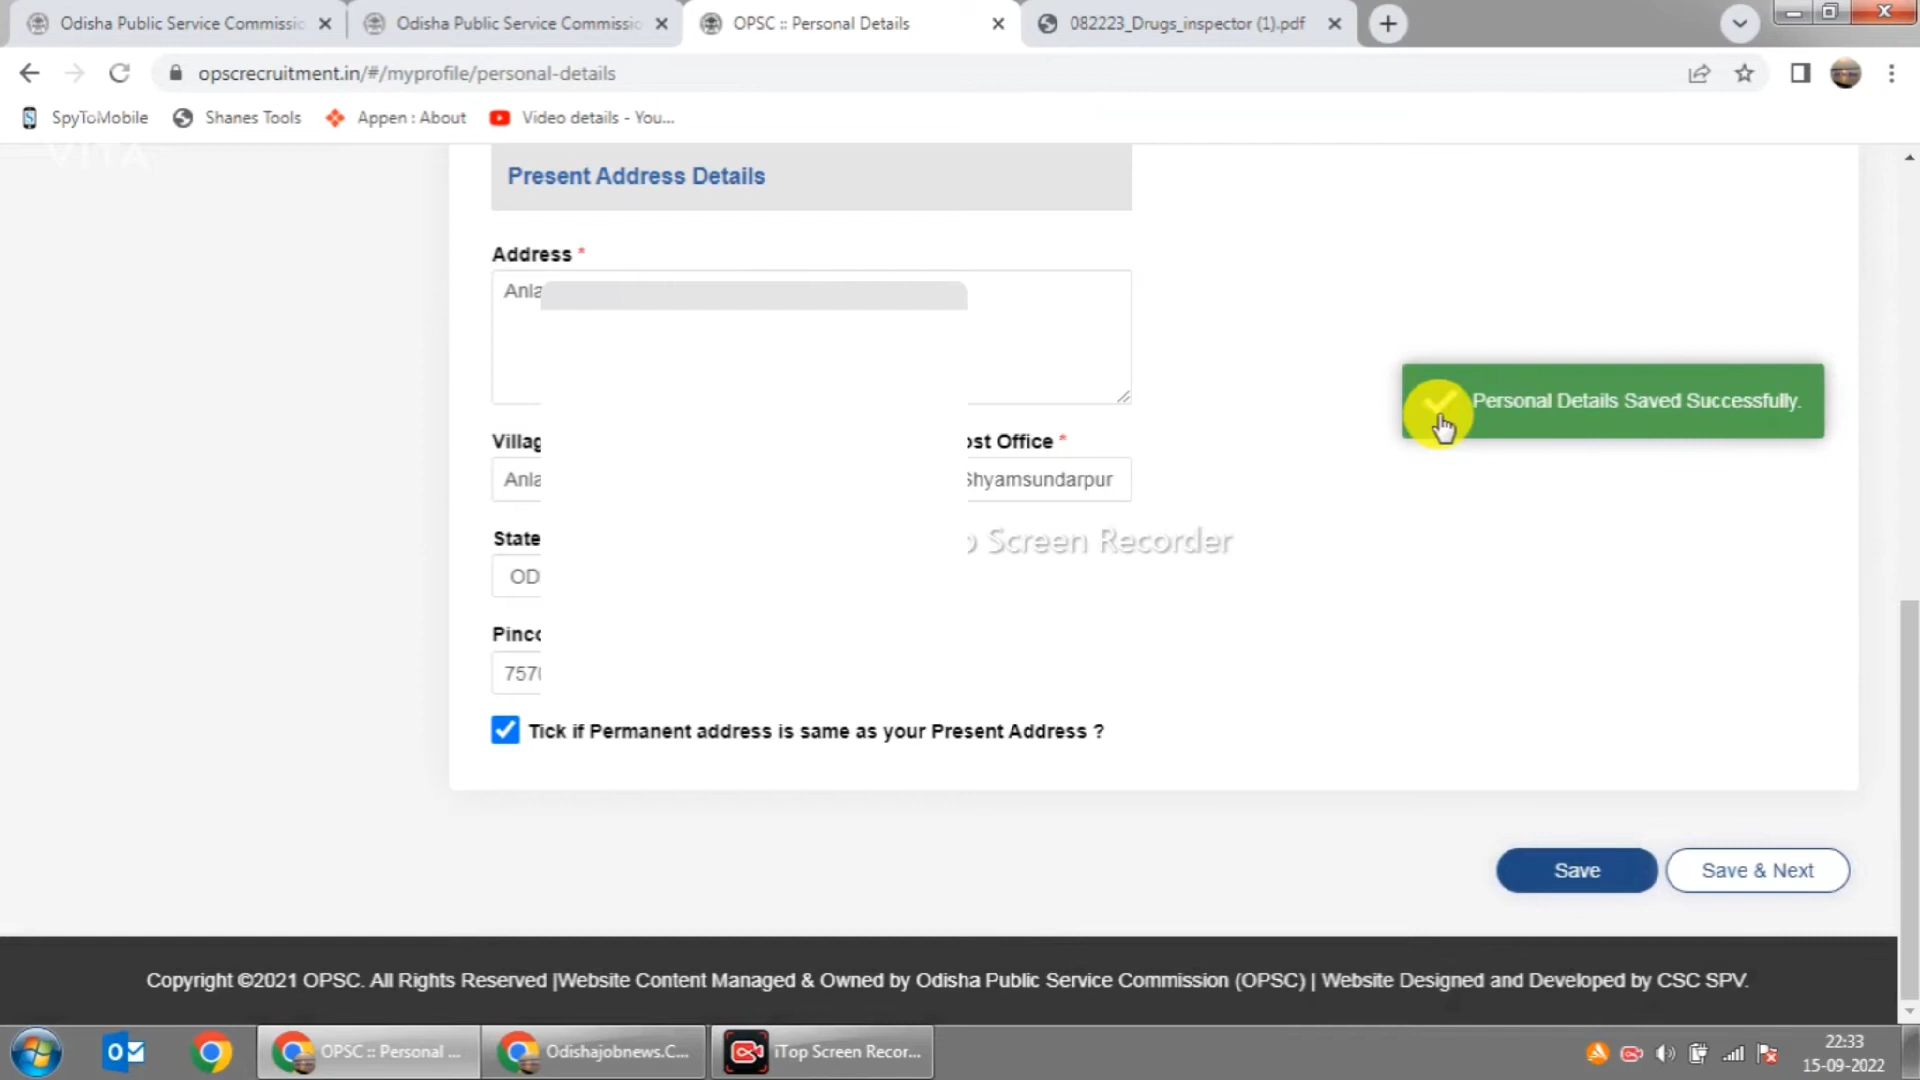 Odisha Public Service Commissio
Odisha Public Service Commissio
OPSC :: Personal Details
082223_Drugs_inspector (1).pdf
opscrecruitment.in/#/myprofile/personal-details
SpyToMobile
Shanes Tools
Appen : About
Video details - You...
VITA
Present Address Details
Address *
Anla
Personal Details Saved Successfully.
Villag
ost Office *
Anla
Shyamsundarpur
State
Screen Recorder
OD
Pinco
7570
Tick if Permanent address is same as your Present Address ?
Save
Save & Next
Copyright ©2021 OPSC. All Rights Reserved |Website Content Managed & Owned by Odisha Public Service Commission (OPSC) | Website Designed and Developed by CSC SPV.
OPSC :: Personal ...
Odishajobnews.C...
iTop Screen Recor...
22:33
15-09-2022